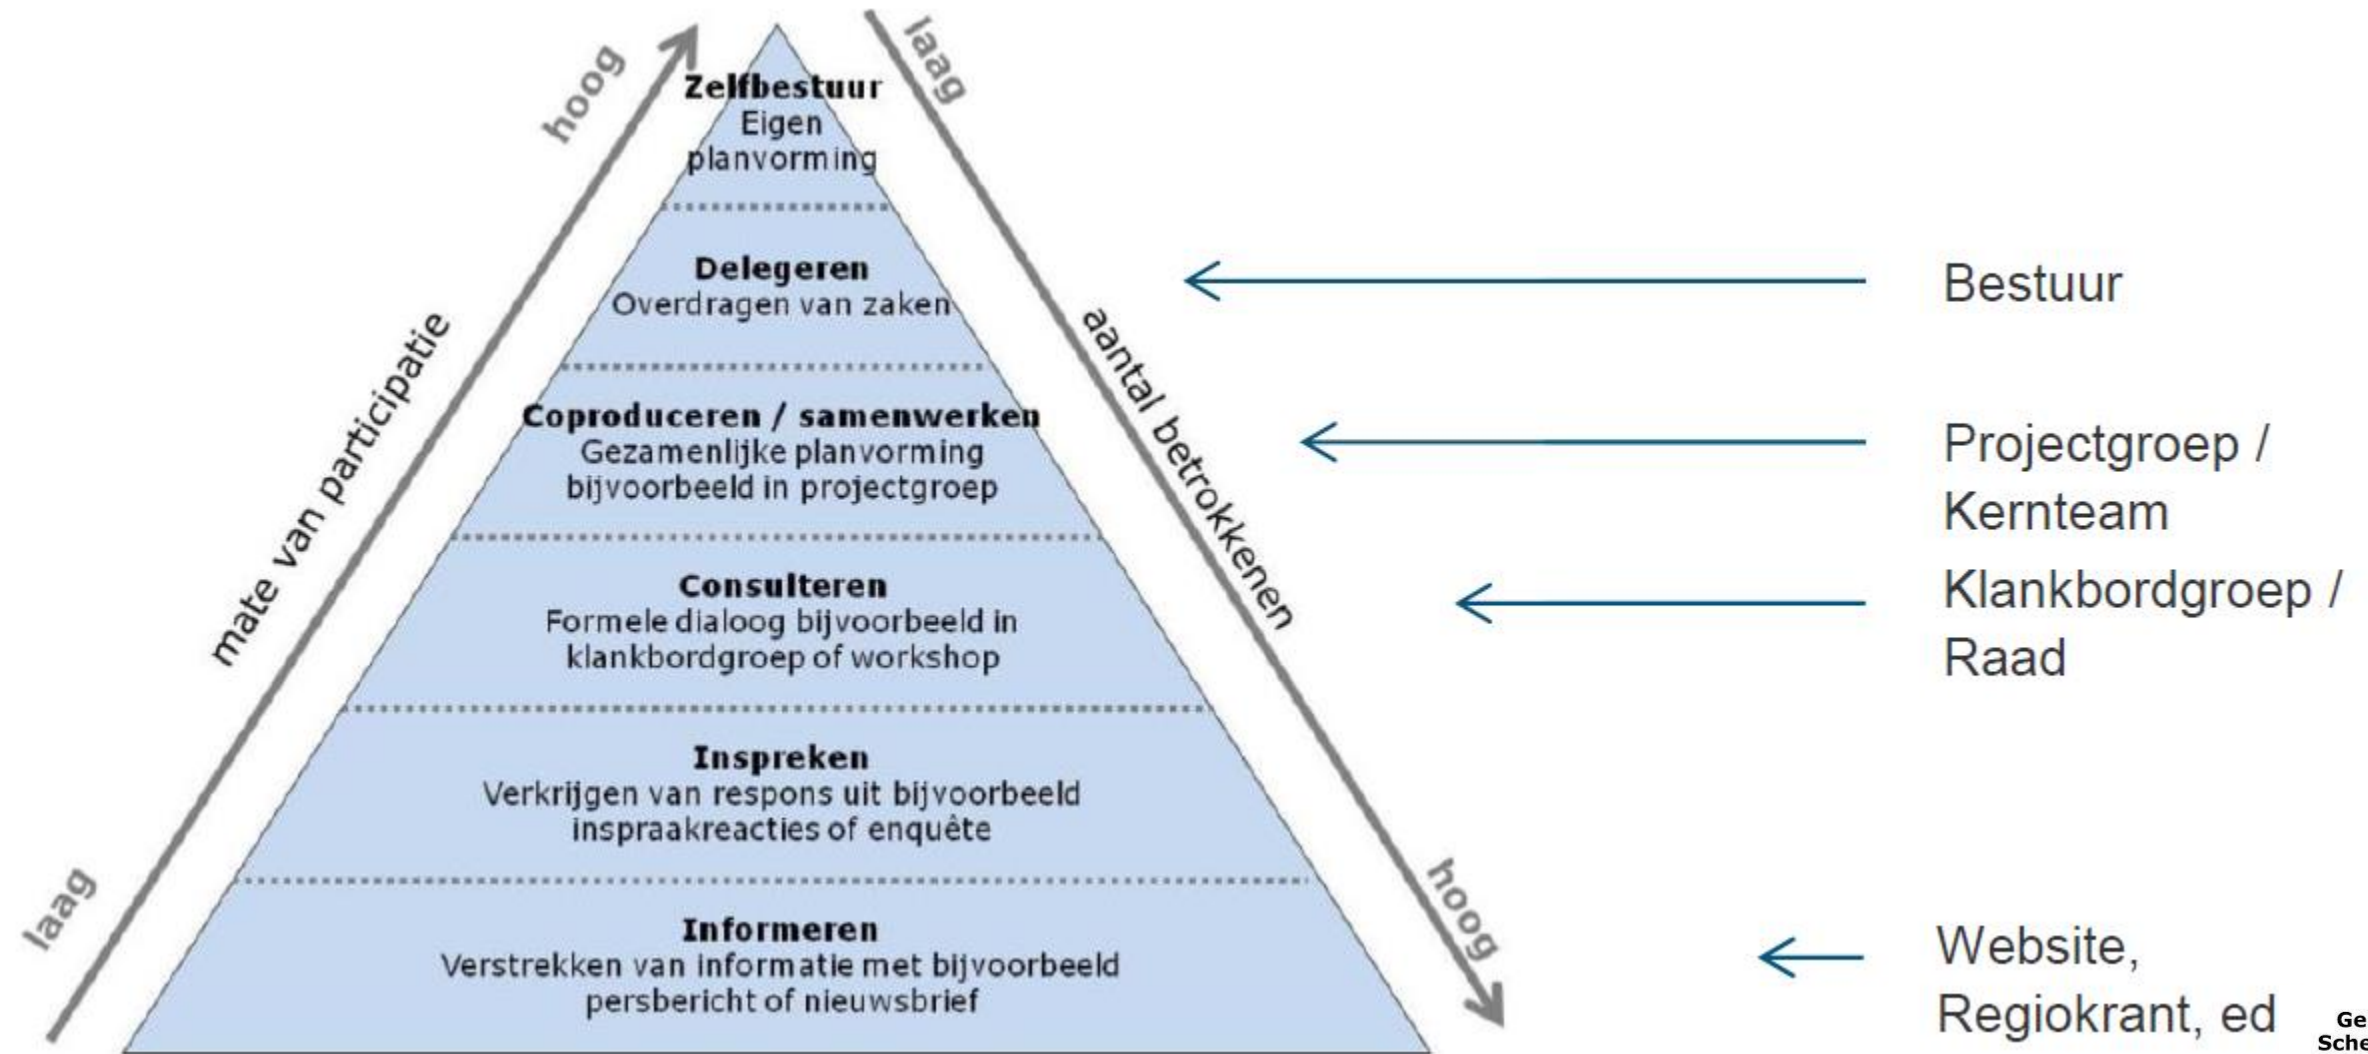 hoog
laag
Zelfbestuur
Eigen
planvorming
Delegeren
Overdragen van zaken
Coproduceren / samenwerken
Gezamenlijke planvorming
bijvoorbeeld in projectgroep
Consulteren
Formele dialoog bijvoorbeeld in
klankbordgroep of workshop
Inspreken
Verkrijgen van respons uit bijvoorbeeld
inspraakreacties of enquête
Informeren
Verstrekken van informatie met bijvoorbeeld
persbericht of nieuwsbrief
mate van participatie
laag
aantal betrokkenen
hoog
Bestuur
Projectgroep /
Kernteam
Klankbordgroep /
Raad
Website,
Regiokrant, ed